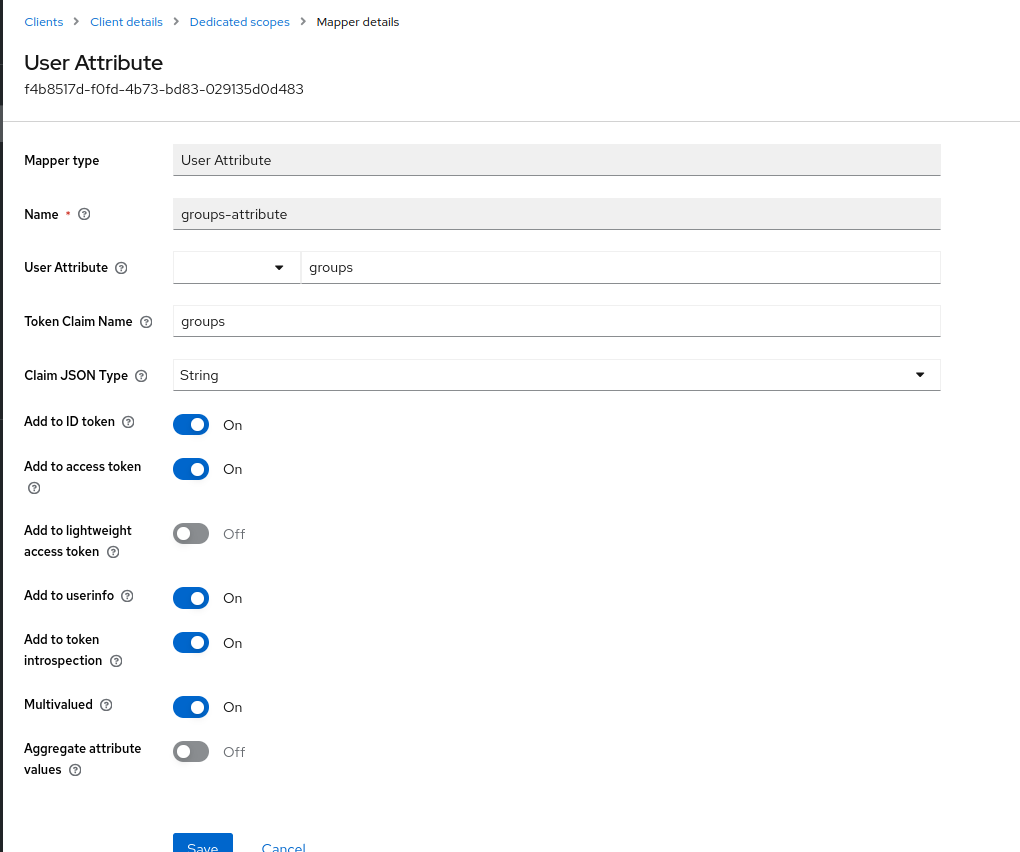 Clients > Client details > Dedicated scopes > Mapper details
User Attribute
f4b8517d-f0fd-4b73-bd83-029135d0d483
Mapper type User Attribute
Name * groups-attribute
User Attribute groups
Token Claim Name groups
Claim JSON Type String
Add to ID token On
Add to access token On
Add to lightweight
access token Off
Add to userinfo On
Add to token
introspection On
Multivalued On
Aggregate attribute
values Off
Save Cancel